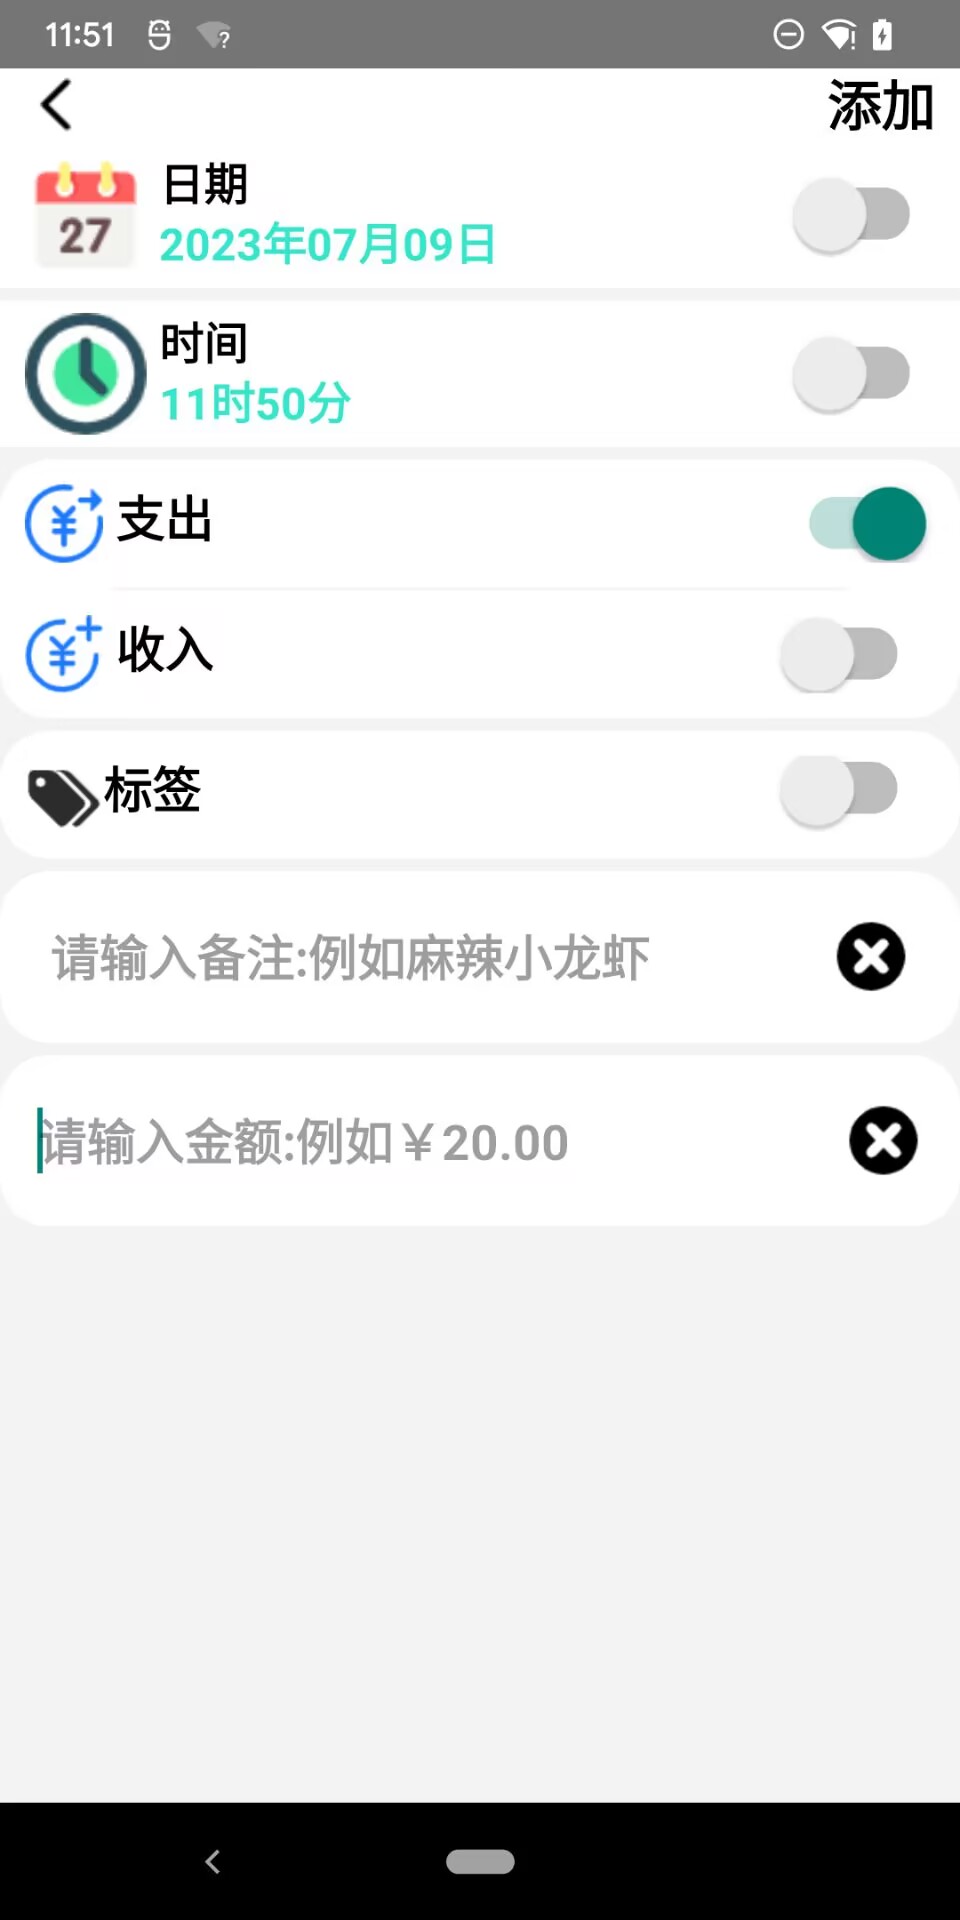 11:51
添加
日期
27
2023年07月09日
时间
11时50分
支出
收入
标签
请输入备注:例如麻辣小龙虾
请输入金额:例如￥20.00